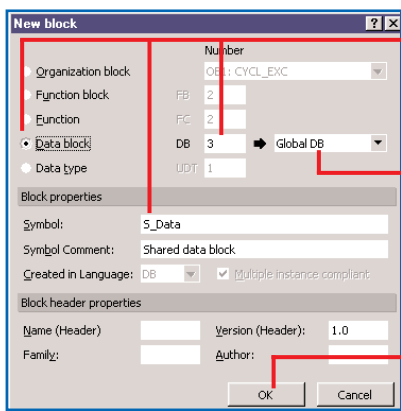 New block
Number
Organization block OB1: CYCL_EXC
Function block FB 2
Function FC 2
Data block DB 3 Global DB
Data type UDT 1
Block properties
Symbol: S_Data
Symbol Comment: Shared data block
Created in Language: DB Multiple instance compliant
Block header properties
Name (Header) Version (Header): 1.0
Family: Author:
OK Cancel